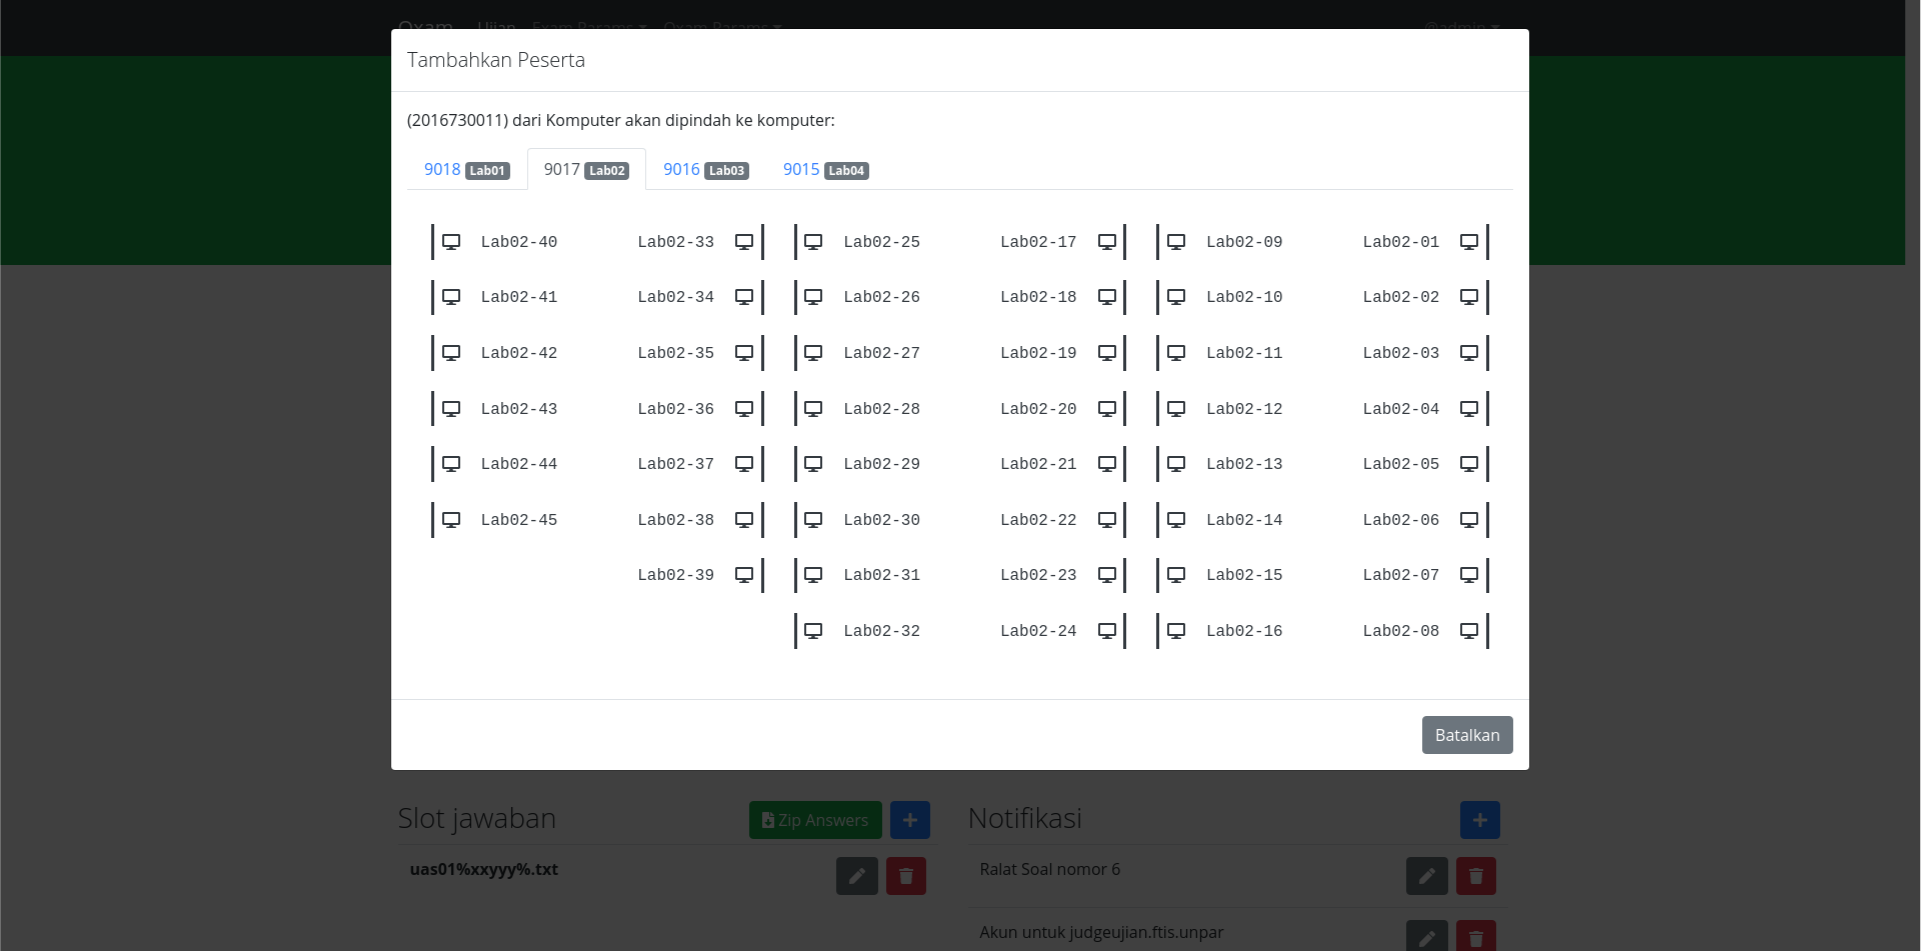 Oxam Ujian Exam Params Oxam Params @admin
Tambahkan Peserta
(2016730011) dari Komputer akan dipindah ke komputer:
9018 Lab01 9017 Lab02 9016 Lab03 9015 Lab04
Lab02-40 Lab02-33 Lab02-25 Lab02-17 Lab02-09 Lab02-01
Lab02-41 Lab02-34 Lab02-26 Lab02-18 Lab02-10 Lab02-02
Lab02-42 Lab02-35 Lab02-27 Lab02-19 Lab02-11 Lab02-03
Lab02-43 Lab02-36 Lab02-28 Lab02-20 Lab02-12 Lab02-04
Lab02-44 Lab02-37 Lab02-29 Lab02-21 Lab02-13 Lab02-05
Lab02-45 Lab02-38 Lab02-30 Lab02-22 Lab02-14 Lab02-06
Lab02-39 Lab02-31 Lab02-23 Lab02-15 Lab02-07
Lab02-32 Lab02-24 Lab02-16 Lab02-08
Batalkan
Slot jawaban Zip Answers
uas01%xxyyy%.txt
Notifikasi
Ralat Soal nomor 6
Akun untuk judgeujian.ftis.unpar